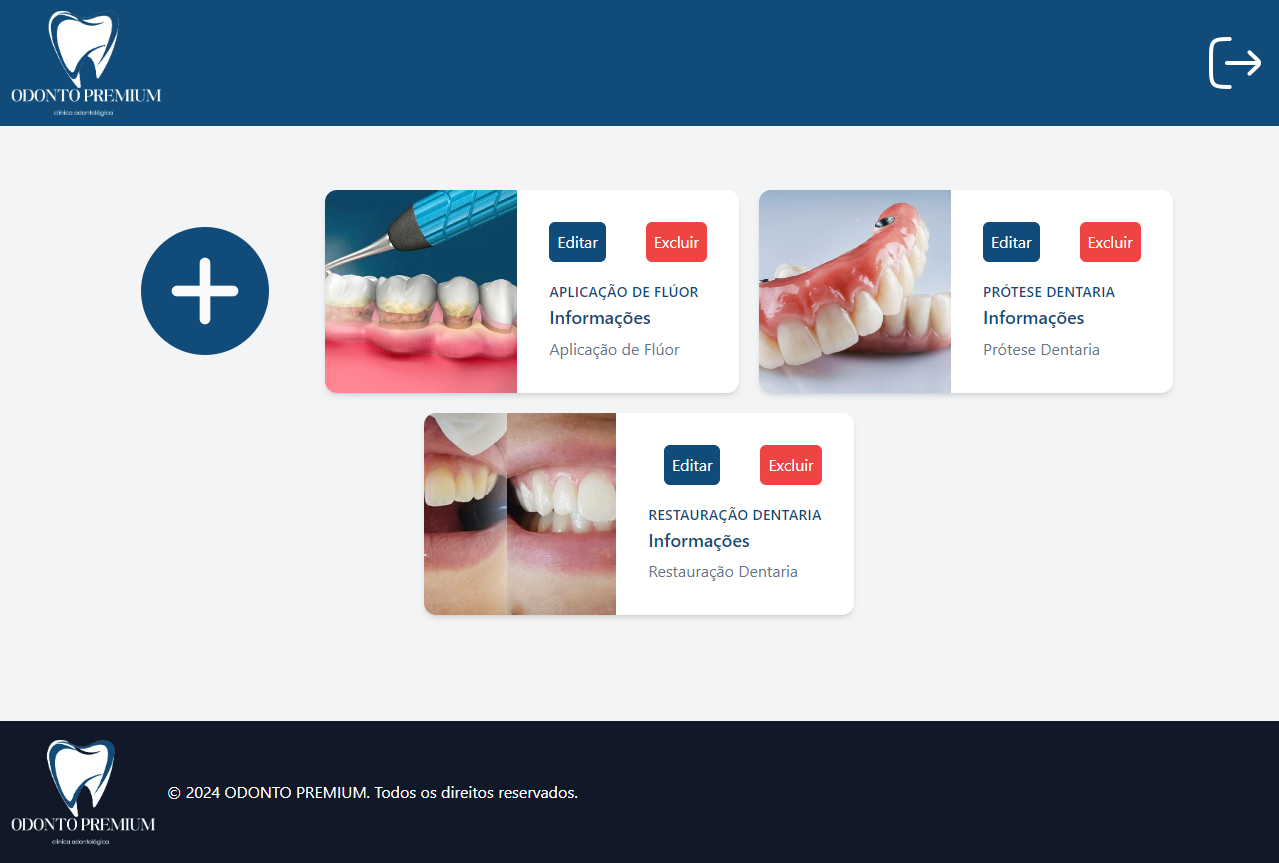 ODONTO PREMIUM
clínica odontológica
Editar Excluir
APLICAÇÃO DE FLÚOR
Informações
Aplicação de Flúor
Editar Excluir
PRÓTESE DENTARIA
Informações
Prótese Dentaria
Editar Excluir
RESTAURAÇÃO DENTARIA
Informações
Restauração Dentaria
ODONTO PREMIUM
clínica odontológica
© 2024 ODONTO PREMIUM. Todos os direitos reservados.